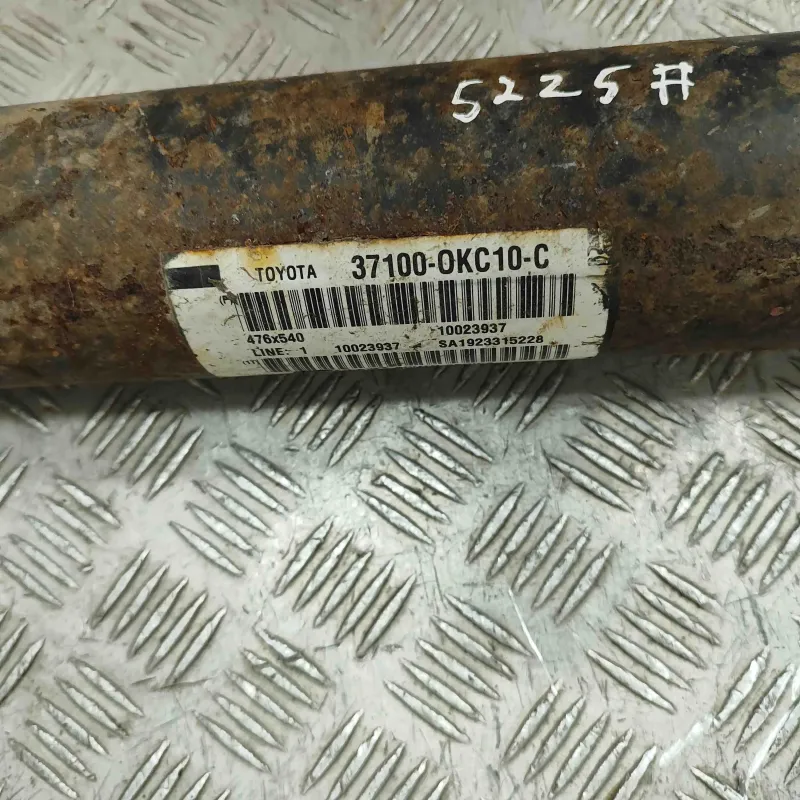 5225#
TOYOTA 37100-0KC10-C
476x540 10023937
LINE: 1 10023937 SA1923315228